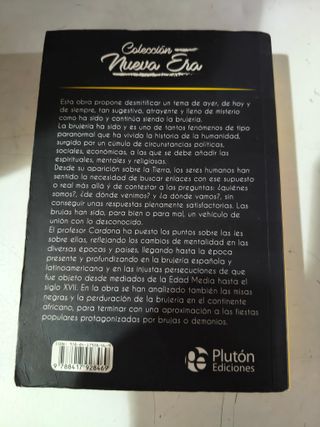 Colección
Nueva Era
Esta obra propone desmitificar un tema de ayer, de hoy y
de siempre, tan sugestivo, atrayente y lleno de misterio
como ha sido y continúa siendo la brujería.
La brujería ha sido y es uno de tantos fenómenos de tipo
paranormal que ha vivido la historia de la humanidad,
surgido por un cúmulo de circunstancias políticas,
sociales, económicas, a las que se debe añadir las
espirituales, mentales y religiosas.
Desde su aparición sobre la Tierra, los seres humanos han
sentido la necesidad de buscar enlaces con ese supuesto
o real más allá y de contestar a las preguntas: ¿quiénes
somos?, ¿de dónde venimos? y ¿a dónde vamos?, sin
conseguir unas respuestas plenamente satisfactorias. Las
brujas han sido, para bien o para mal, un vehículo de
unión con lo desconocido.
El profesor Cardona ha puesto los puntos sobre las íes
sobre ellas, reflejando los cambios de mentalidad en las
diversas épocas y países, llegando hasta la época
presente y profundizando en la brujería española y
latinoamericana y en las injustas persecuciones de que
fue objeto desde mediados de la Edad Media hasta el
siglo XVII. En la obra se han analizado también las misas
negras y la perduración de la brujería en el continente
africano, para terminar con una aproximación a las fiestas
populares protagonizadas por brujas o demonios.
9 788417 928469
Plutón
Ediciones